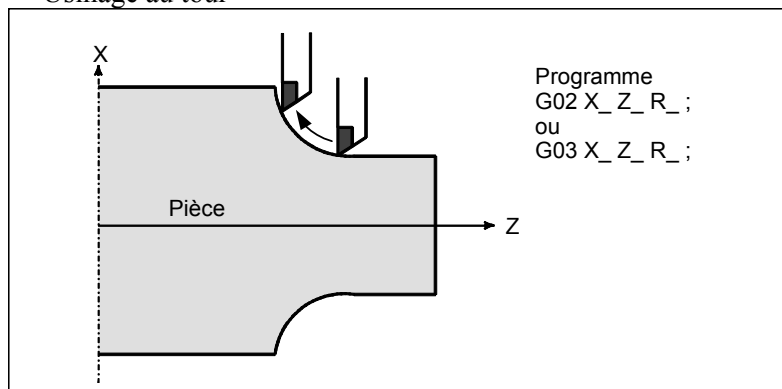 Usinage au tour
X
Programme
G02 X_ Z_ R_ ;
ou
G03 X_ Z_ R_ ;
Pièce
Z